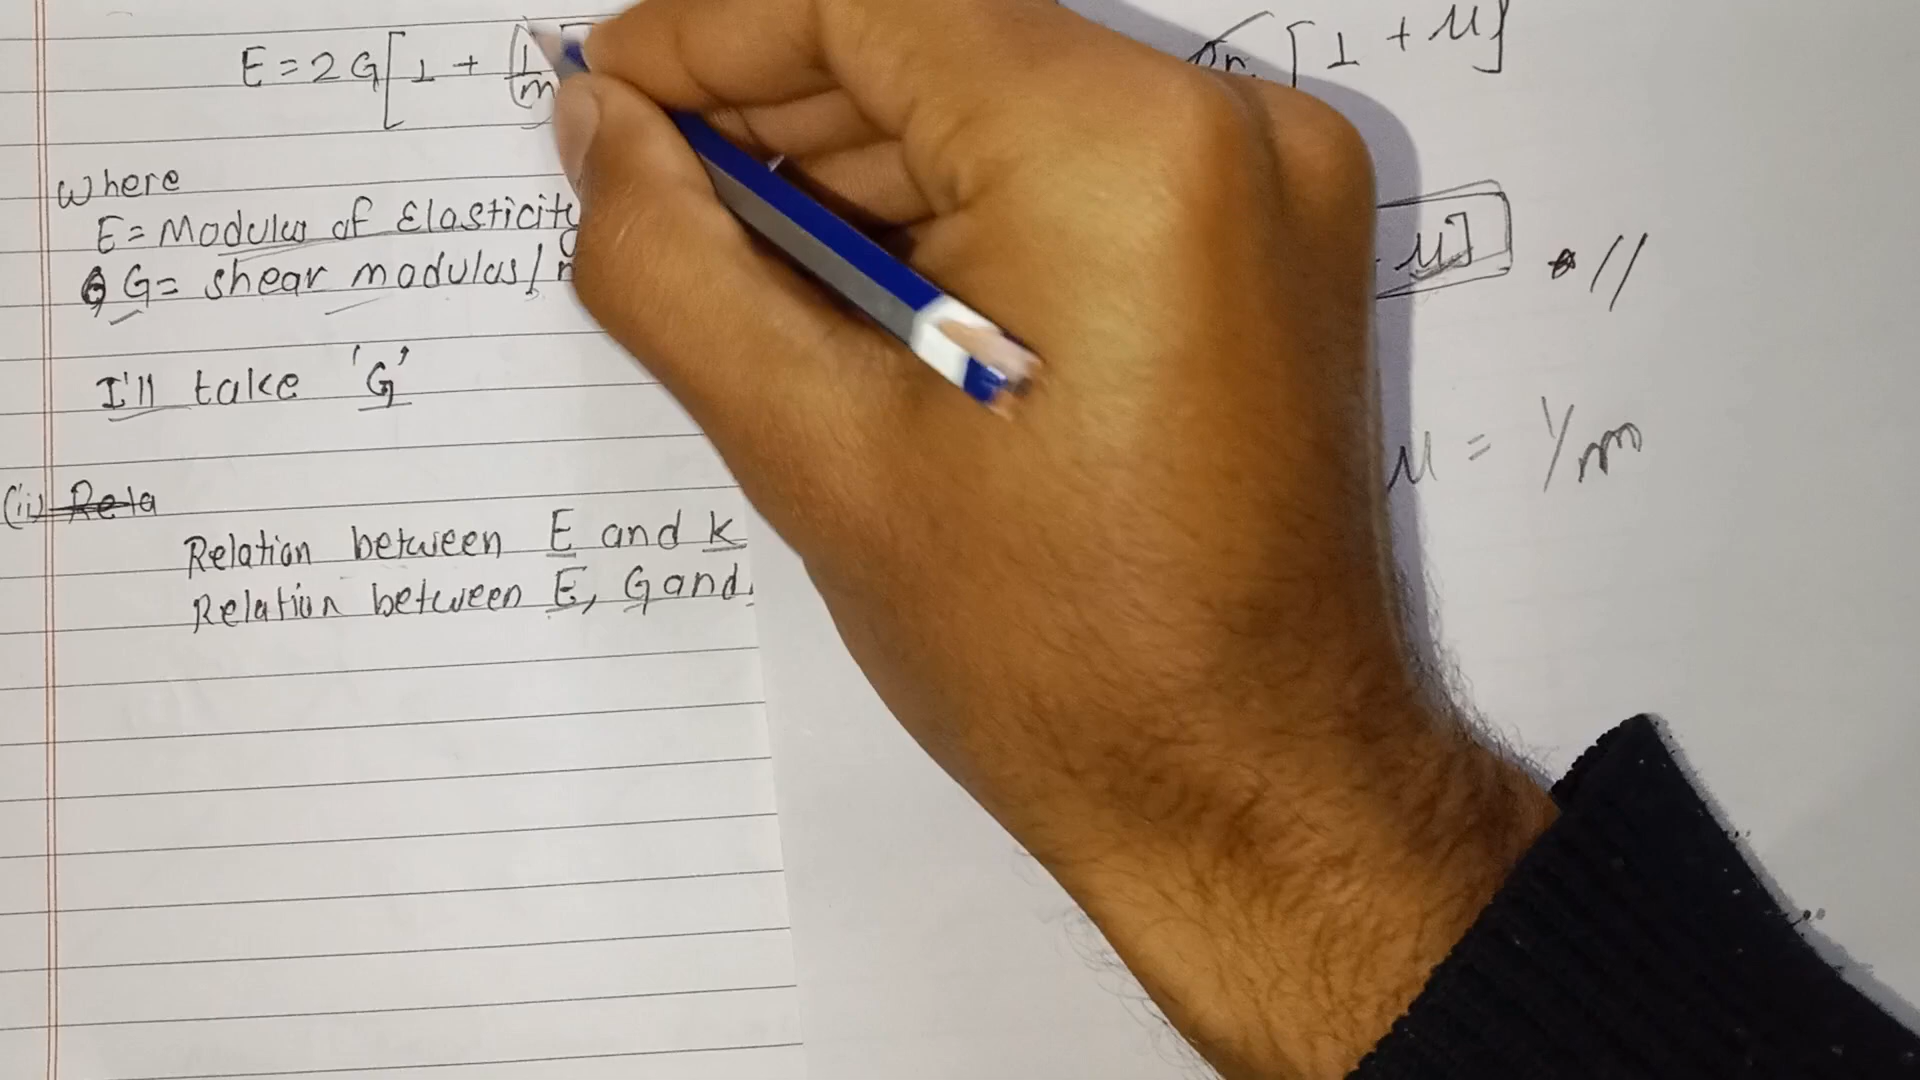 E = 2G[1 + (1/m)
[1 + μ]
where
E = Modulus of Elasticity
G = shear modulus/
μ]
I'll take 'G'
μ = 1/m
(ii) Rela
Relation between E and K
Relation between E, G and